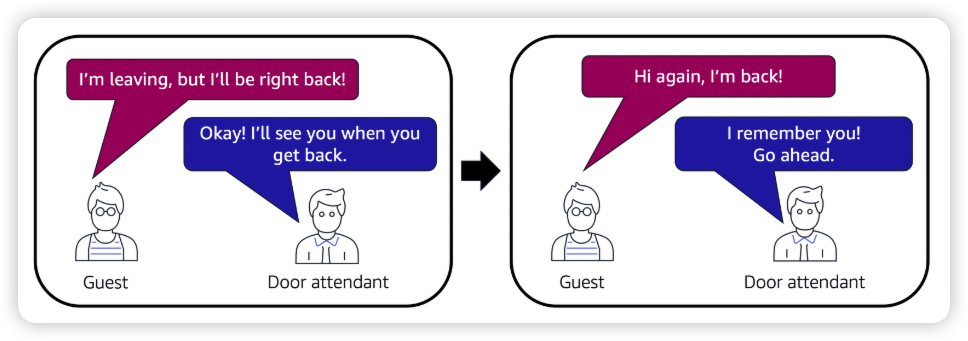 I'm leaving, but I'll be right back!
Okay! I'll see you when you
get back.
Guest
Door attendant
Hi again, I'm back!
I remember you!
Go ahead.
Guest
Door attendant